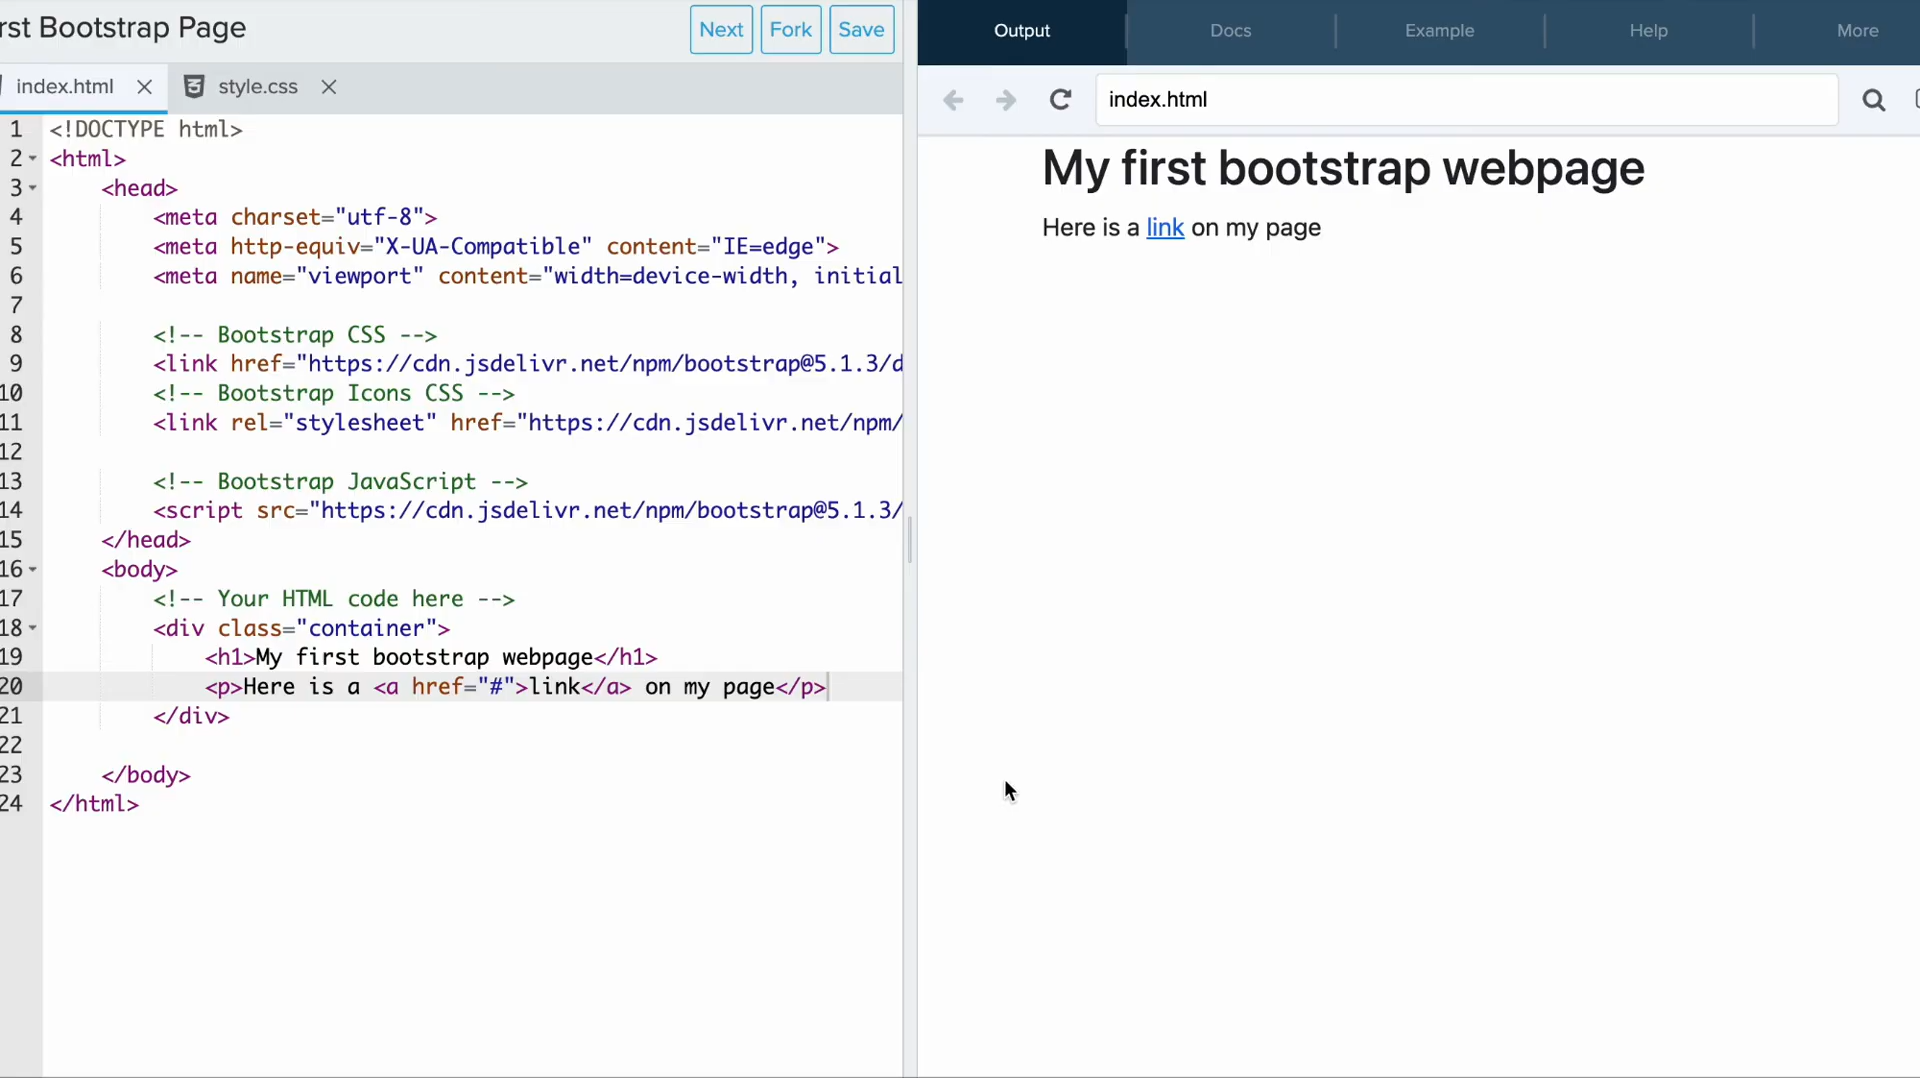 rst Bootstrap Page
Next Fork Save
index.html style.css
1 <!DOCTYPE html>
2 <html>
3 <head>
4 <meta charset="utf-8">
5 <meta http-equiv="X-UA-Compatible" content="IE=edge">
6 <meta name="viewport" content="width=device-width, initial
7
8 <!-- Bootstrap CSS -->
9 <link href="https://cdn.jsdelivr.net/npm/bootstrap@5.1.3/d
10 <!-- Bootstrap Icons CSS -->
11 <link rel="stylesheet" href="https://cdn.jsdelivr.net/npm/
12
13 <!-- Bootstrap JavaScript -->
14 <script src="https://cdn.jsdelivr.net/npm/bootstrap@5.1.3/
15 </head>
16 <body>
17 <!-- Your HTML code here -->
18 <div class="container">
19 <h1>My first bootstrap webpage</h1>
20 <p>Here is a <a href="#">link</a> on my page</p>
21 </div>
22
23 </body>
24 </html>
Output Docs Example Help More
index.html
My first bootstrap webpage
Here is a link on my page